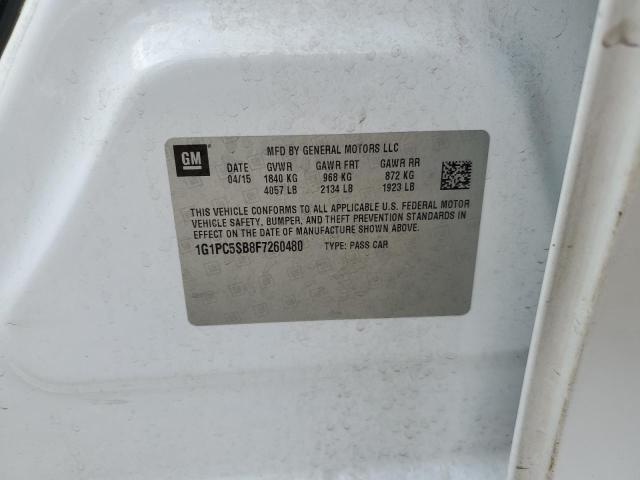 GM
MFD BY GENERAL MOTORS LLC
DATE GVWR GAWR FRT GAWR RR
04/15 1840 KG 968 KG 872 KG
4057 LB 2134 LB 1923 LB
THIS VEHICLE CONFORMS TO ALL APPLICABLE U.S. FEDERAL MOTOR
VEHICLE SAFETY, BUMPER, AND THEFT PREVENTION STANDARDS IN
EFFECT ON THE DATE OF MANUFACTURE SHOWN ABOVE.
1G1PC5SB8F7260480 TYPE: PASS CAR